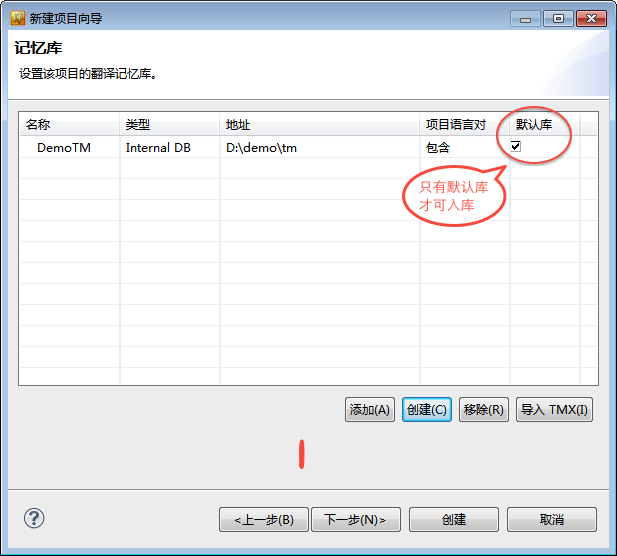 新建项目向导
记忆库
设置该项目的翻译记忆库。
名称 类型 地址 项目语言对 默认库
DemoTM Internal DB D:\demo\tm 包含
只有默认库
才可入库
添加(A) 创建(C) 移除(R) 导入 TMX(I)
<上一步(B) 下一步(N)> 创建 取消